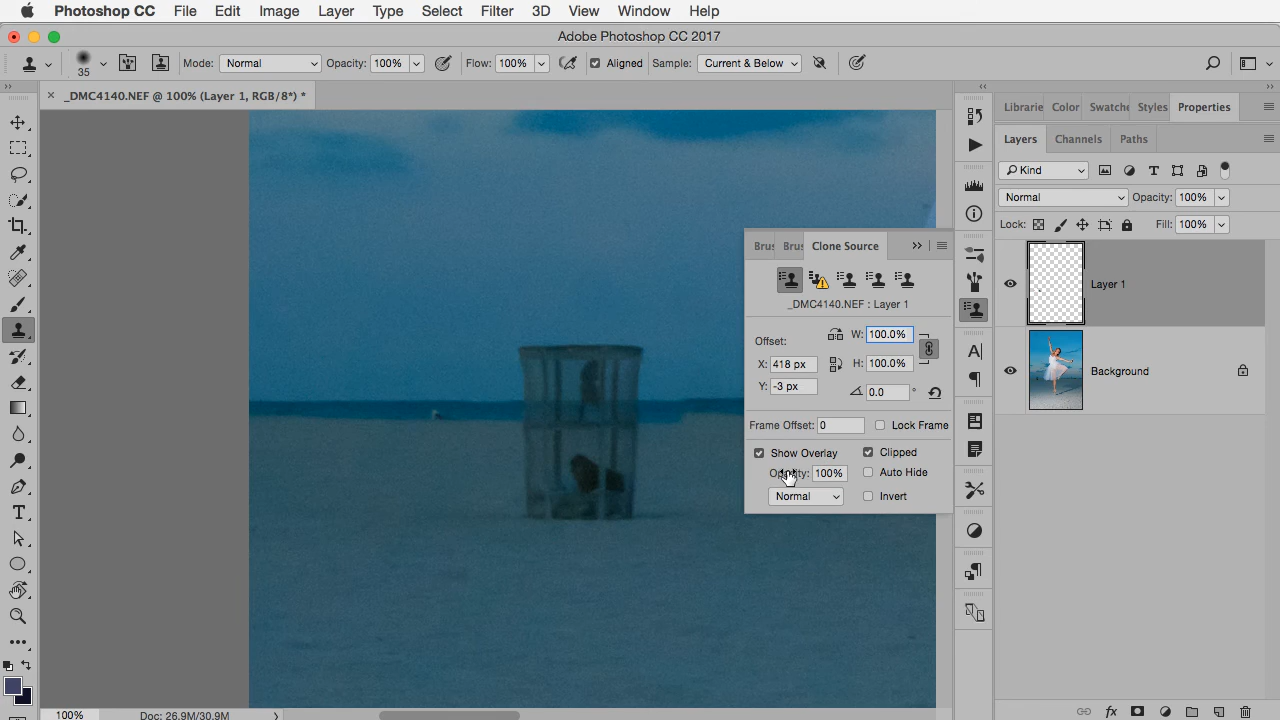 Photoshop CC File Edit Image Layer Type Select Filter 3D View Window Help
Adobe Photoshop CC 2017
35 Mode: Normal Opacity: 100% Flow: 100% Aligned Sample: Current & Below
× _DMC4140.NEF @ 100% (Layer 1, RGB/8*) *
Librarie Color Swatche Styles Properties
Layers Channels Paths
Kind
Normal Opacity: 100%
Lock: Fill: 100%
Layer 1
Background
Brus Brus Clone Source
_DMC4140.NEF : Layer 1
Offset: W: 100.0%
X: 418 px H: 100.0%
Y: -3 px 0.0 °
Frame Offset: 0 Lock Frame
Show Overlay Clipped
Opacity: 100% Auto Hide
Normal Invert
100% Doc: 26.9M/30.9M